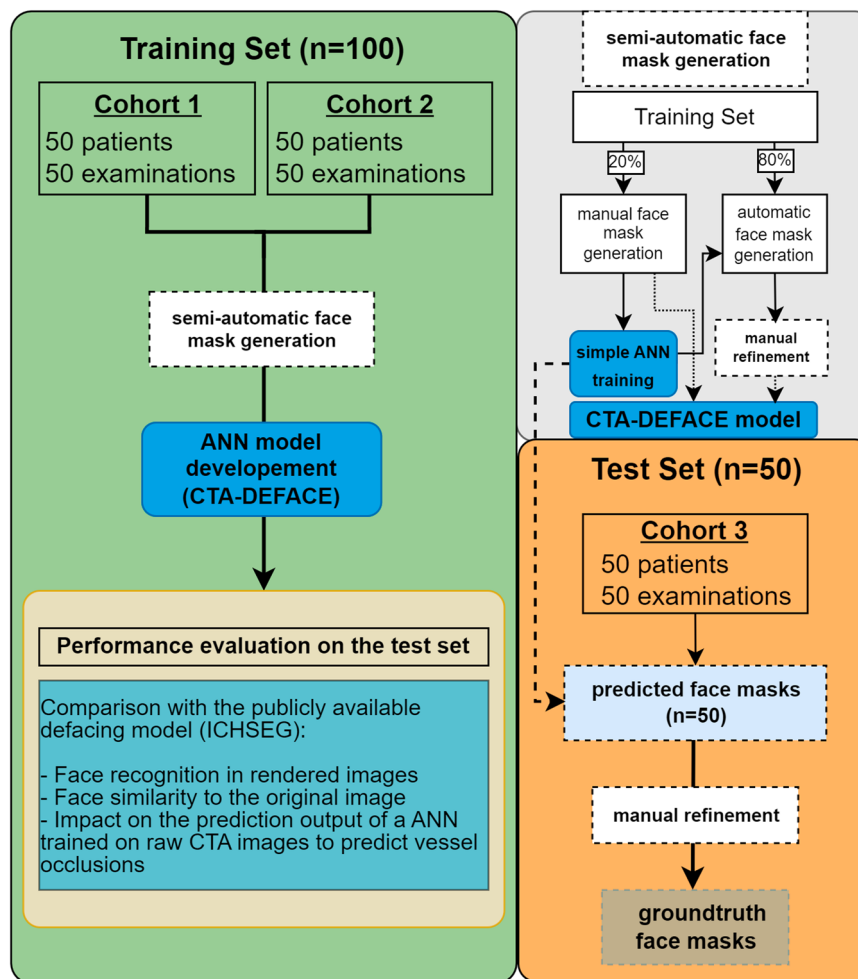 Training Set (n=100)
Cohort 1
50 patients
50 examinations
Cohort 2
50 patients
50 examinations
semi-automatic face
mask generation
ANN model
developement
(CTA-DEFACE)
Performance evaluation on the test set
Comparison with the publicly available
defacing model (ICHSEG):
- Face recognition in rendered images
- Face similarity to the original image
- Impact on the prediction output of a ANN
trained on raw CTA images to predict vessel
occlusions
semi-automatic face
mask generation
Training Set
20%
80%
manual face
mask
generation
automatic
face mask
generation
simple ANN
training
manual
refinement
CTA-DEFACE model
Test Set (n=50)
Cohort 3
50 patients
50 examinations
predicted face masks
(n=50)
manual refinement
groundtruth
face masks